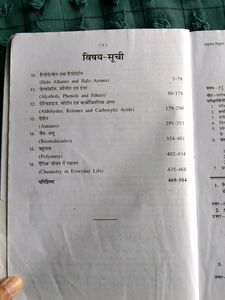 विषय-सूची
10. हैलोऐल्केन तथा हैलोऐरीन
(Halo Alkanes and Halo Arenes) 1-79
11. ऐल्कोहॉल, फ़ीनॉल एवं ईथर
(Alcohols, Phenols and Ethers) 80-178
12. ऐल्डिहाइड, कीटोन एवं कार्बोक्सिलिक अम्ल
(Aldehydes, Ketones and Carboxylic Acids) 179-290
13. ऐमीन
(Amines) 291-353
14. जैव-अणु
(Biomolecules) 354-401
15. बहुलक
(Polymers) 402-434
16. दैनिक जीवन में रसायन
(Chemistry in Everyday Life) 435-468
परिशिष्ट 469-504